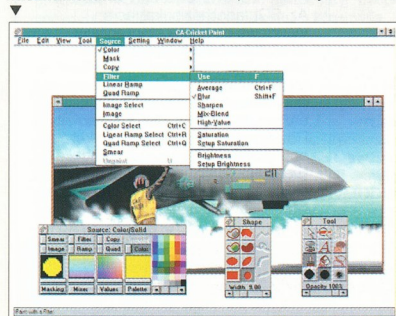 CA-Cricket Paint
File Edit View Tool Source Setting Window Help
Color
Mask
Copy
Filter
Linear Ramp
Quad Ramp
Image Select
Image
Color Select Ctrl+C
Linear Ramp Select Ctrl+R
Quad Ramp Select Ctrl+Q
Smear
Unpaint U
Use F
Average Ctrl+F
Blur Shift+F
Sharpen
Mix-Blend
High-Value
Saturation
Setup Saturation
Brightness
Setup Brightness
211
Source: Color/Solid
Smear Filter Copy
Image Ramp Quad Color
Masking Mixes Values Palette
Shape
Width: 9.00
Tool
Opacity 100%